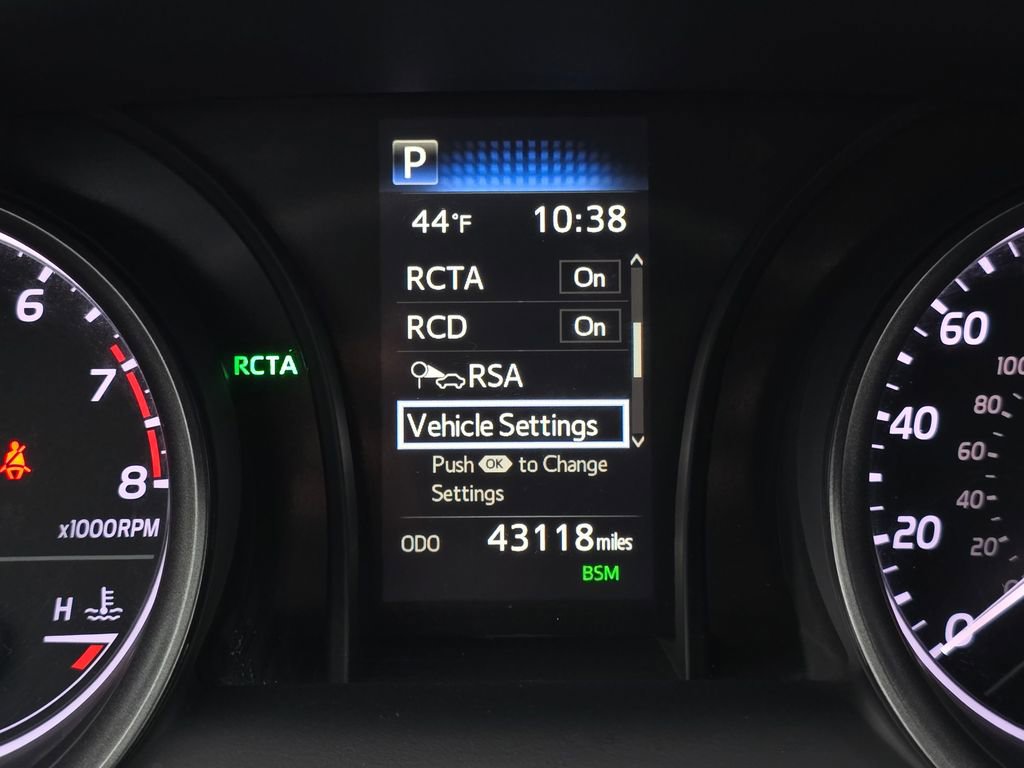 P
44°F 10:38
RCTA On
RCD On
RSA
Vehicle Settings
Push OK to Change
Settings
ODO 43118 miles
BSM
RCTA
6
7
8
x1000RPM
H
60
40
20
0
100
80
60
40
20